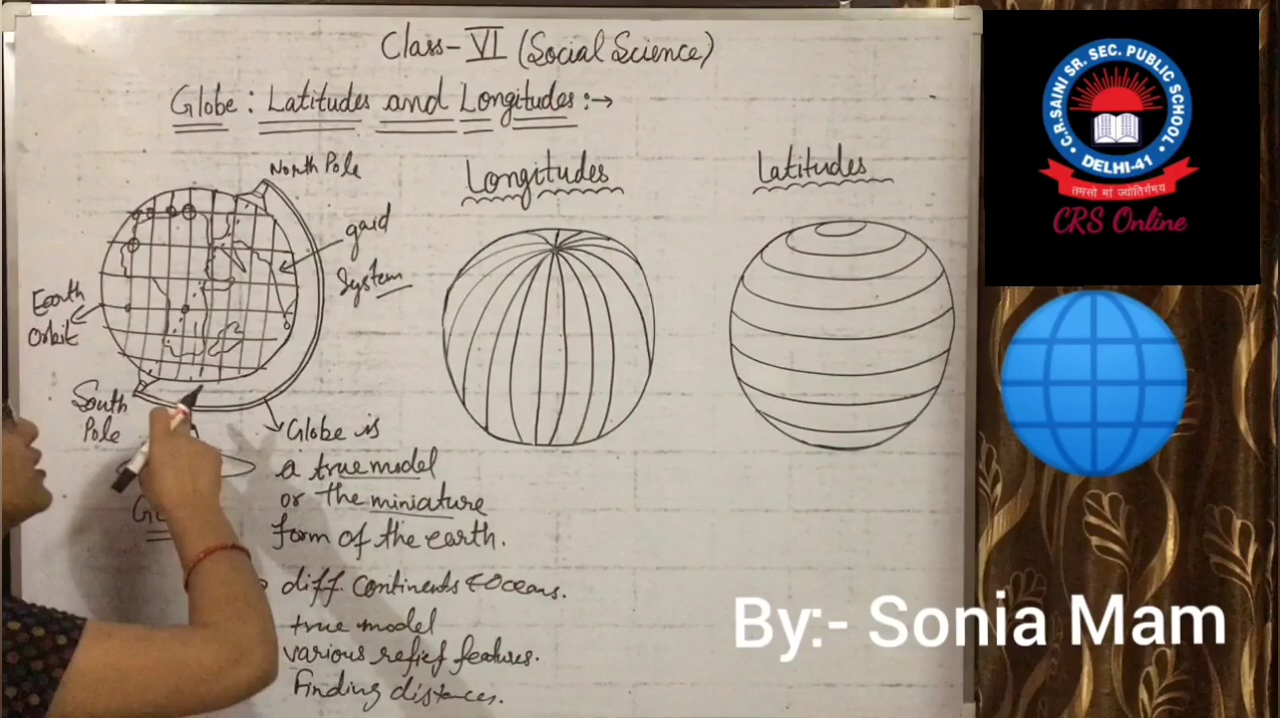 Class-VI (Social Science)
Globe: Latitudes and Longitudes:→
North Pole
Longitudes
Latitudes
gaid
System
Earth
Orbit
South
Pole
Globe is
a true model
or the miniature
form of the earth.
diff. continents & Oceans.
true model
various relief features.
Finding distances.
C.R.SAINI SR. SEC. PUBLIC SCHOOL
DELHI-41
तमसो मां ज्योतिर्गमय
CRS Online
By:- Sonia Mam